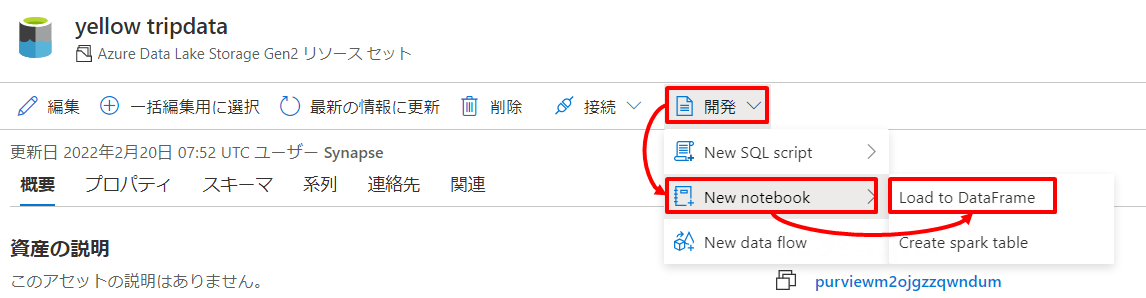 yellow tripdata
Azure Data Lake Storage Gen2 リソース セット
編集 一括編集用に選択 最新の情報に更新 削除 接続 開発
更新日 2022年2月20日 07:52 UTC ユーザー Synapse
概要 プロパティ スキーマ 系列 連絡先 関連
New SQL script
New notebook
Load to DataFrame
New data flow
Create spark table
資産の説明
このアセットの説明はありません。
purviewm2ojgzzqwndum